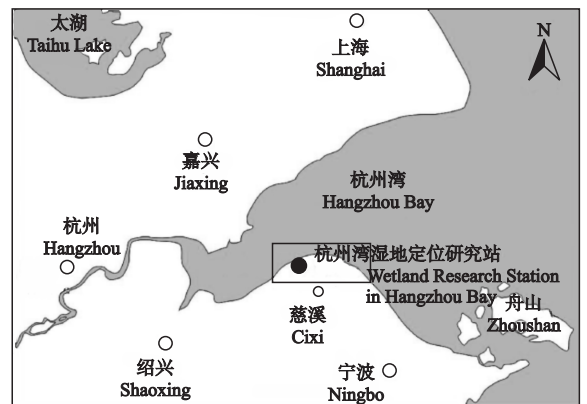 太湖
Taihu Lake
上海
Shanghai
N
嘉兴
Jiaxing
杭州湾
Hangzhou Bay
杭州
Hangzhou
杭州湾湿地定位研究站
Wetland Research Station
in Hangzhou Bay
慈溪
Cixi
舟山
Zhoushan
绍兴
Shaoxing
宁波
Ningbo